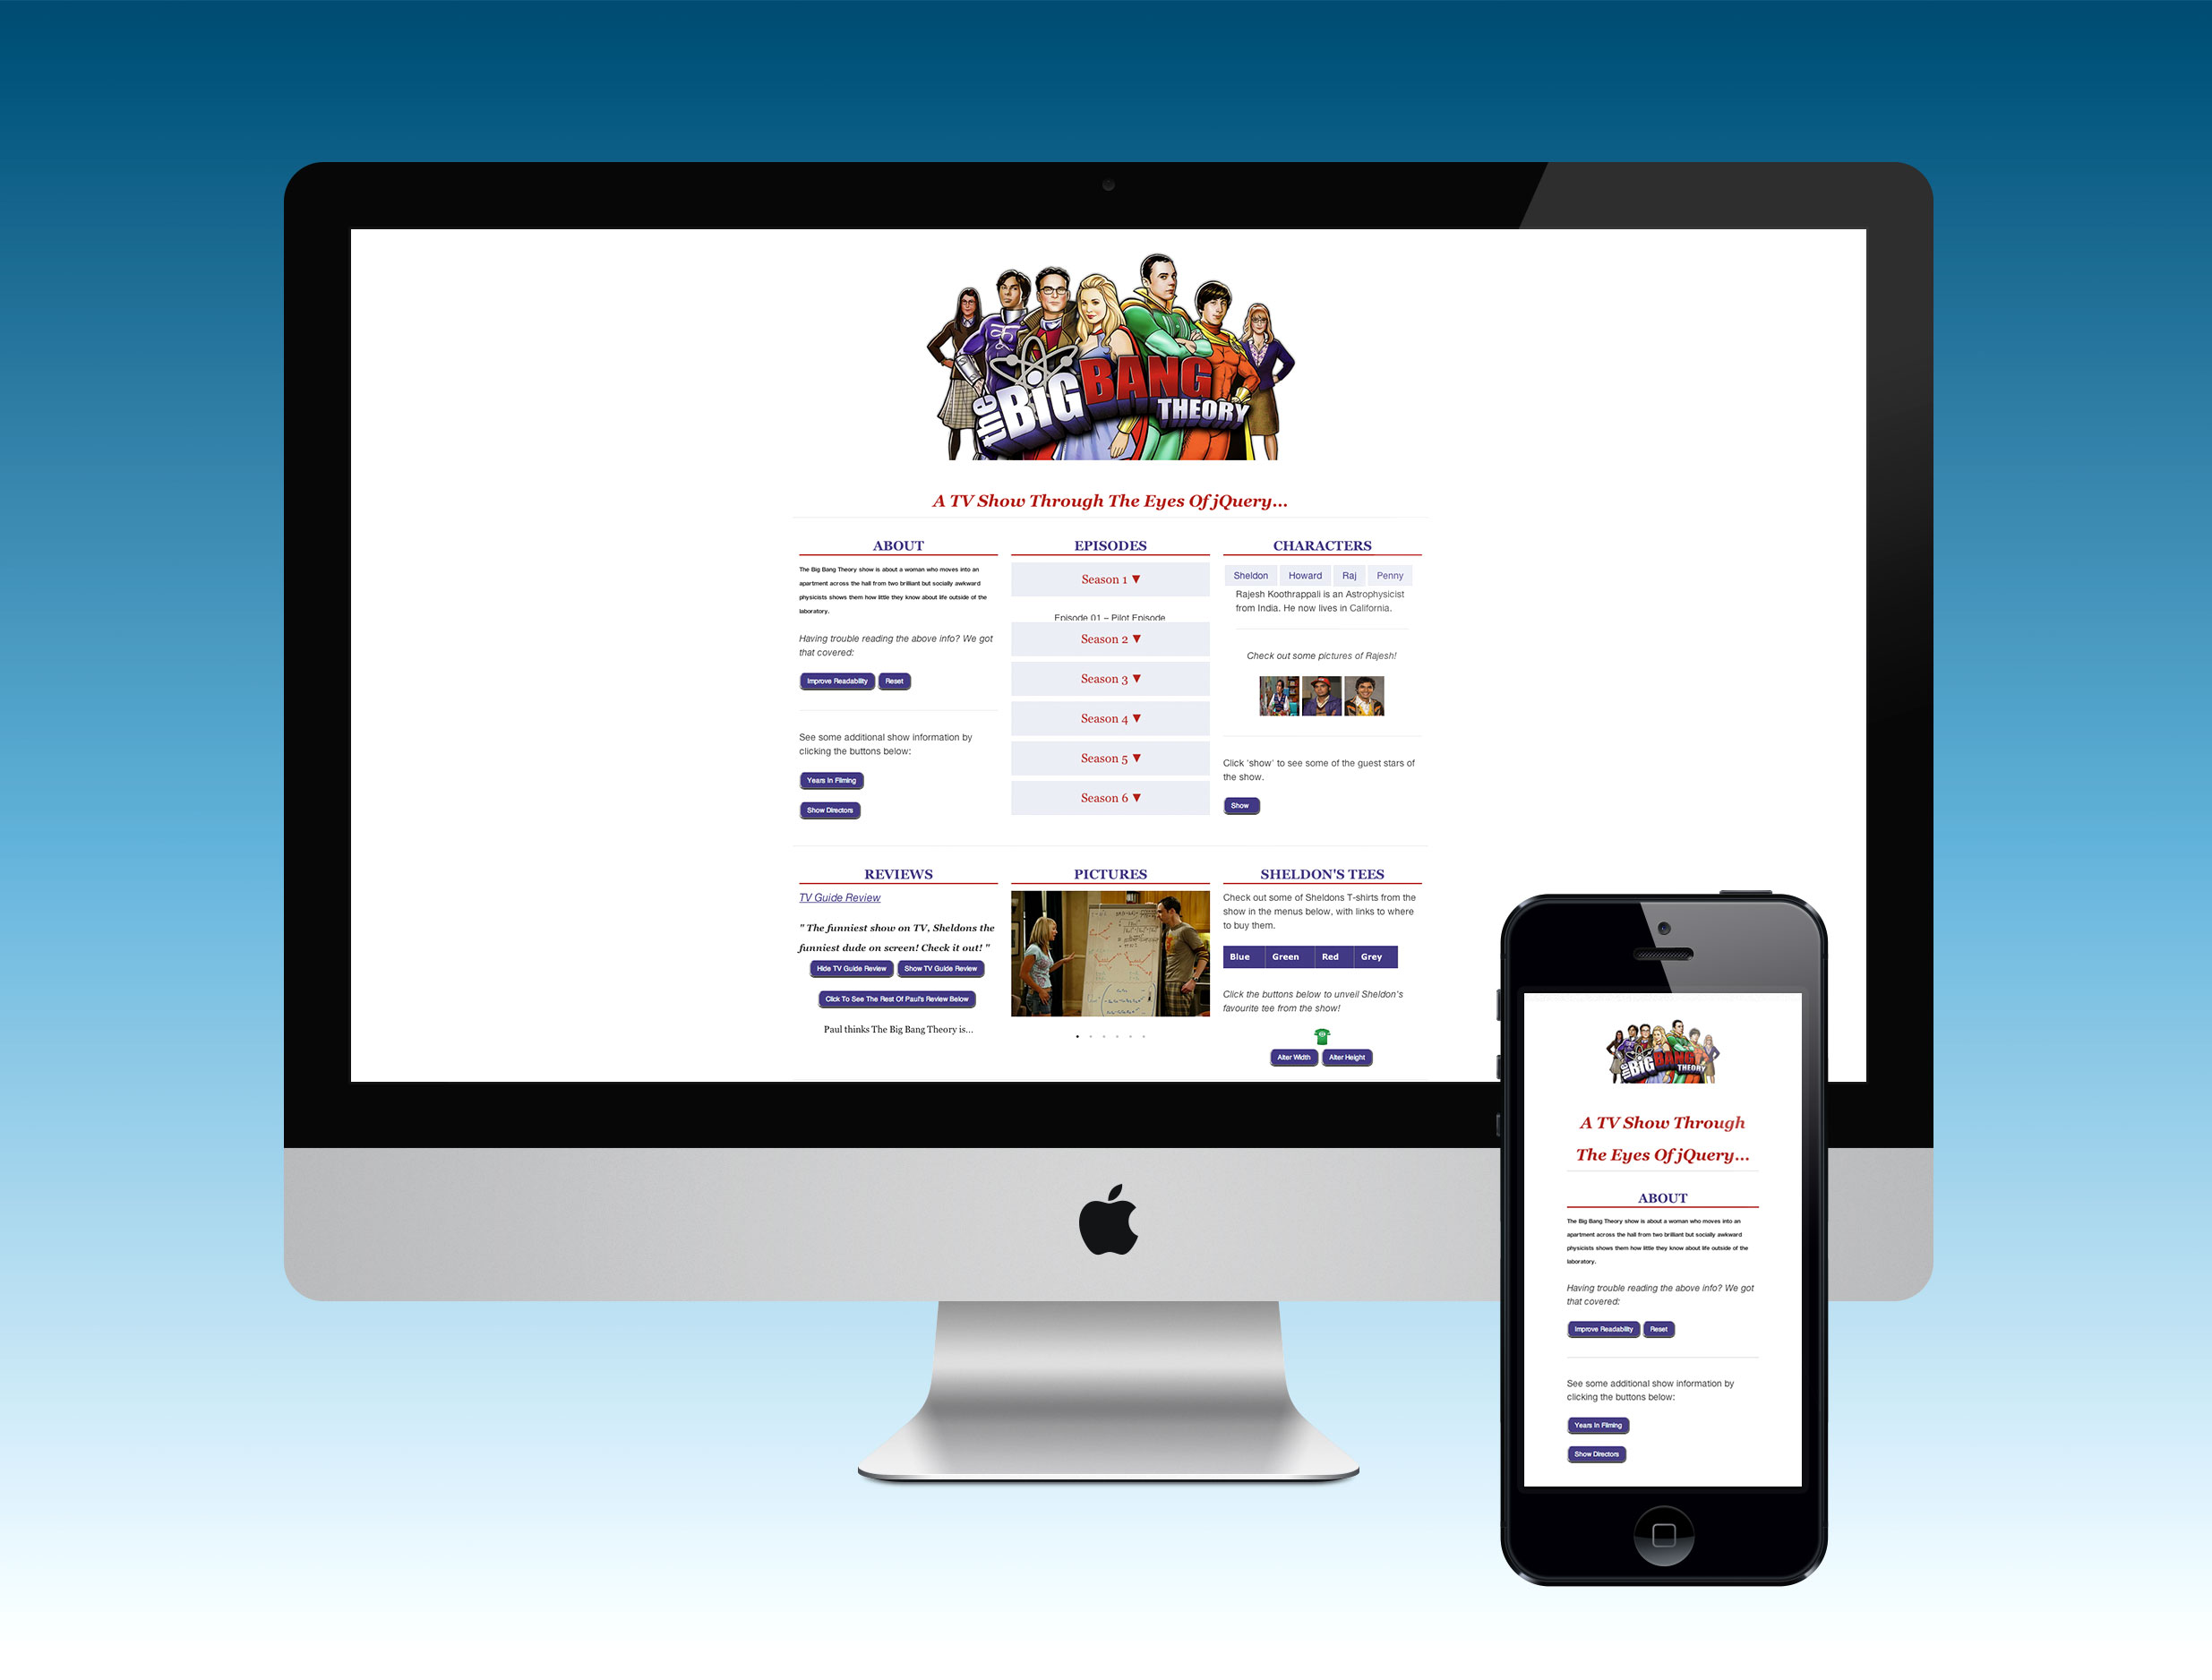 the BiG BANG
THEORY
A TV Show Through The Eyes Of jQuery...
ABOUT
The Big Bang Theory show is about a woman who moves into an
apartment across the hall from two brilliant but socially awkward
physicists shows them how little they know about life outside of the
laboratory.
Having trouble reading the above info? We got
that covered:
Improve Readability Reset
See some additional show information by
clicking the buttons below:
Years In Filming
Show Directors
EPISODES
Season 1 ▼
Episode 01 – Pilot Episode
Season 2 ▼
Season 3 ▼
Season 4 ▼
Season 5 ▼
Season 6 ▼
CHARACTERS
Sheldon Howard Raj Penny
Rajesh Koothrappali is an Astrophysicist
from India. He now lives in California.
Check out some pictures of Rajesh!
Click 'show' to see some of the guest stars of
the show.
Show
REVIEWS
TV Guide Review
" The funniest show on TV, Sheldons the
funniest dude on screen! Check it out! "
Hide TV Guide Review Show TV Guide Review
Click To See The Rest Of Paul's Review Below
Paul thinks The Big Bang Theory is...
PICTURES
SHELDON'S TEES
Check out some of Sheldons T-shirts from the
show in the menus below, with links to where
to buy them.
Blue Green Red Grey
Click the buttons below to unveil Sheldon's
favourite tee from the show!
Alter Width Alter Height
the BiG BANG
THEORY
A TV Show Through
The Eyes Of jQuery...
ABOUT
The Big Bang Theory show is about a woman who moves into an
apartment across the hall from two brilliant but socially awkward
physicists shows them how little they know about life outside of the
laboratory.
Having trouble reading the above info? We got
that covered:
Improve Readability Reset
See some additional show information by
clicking the buttons below:
Years In Filming
Show Directors